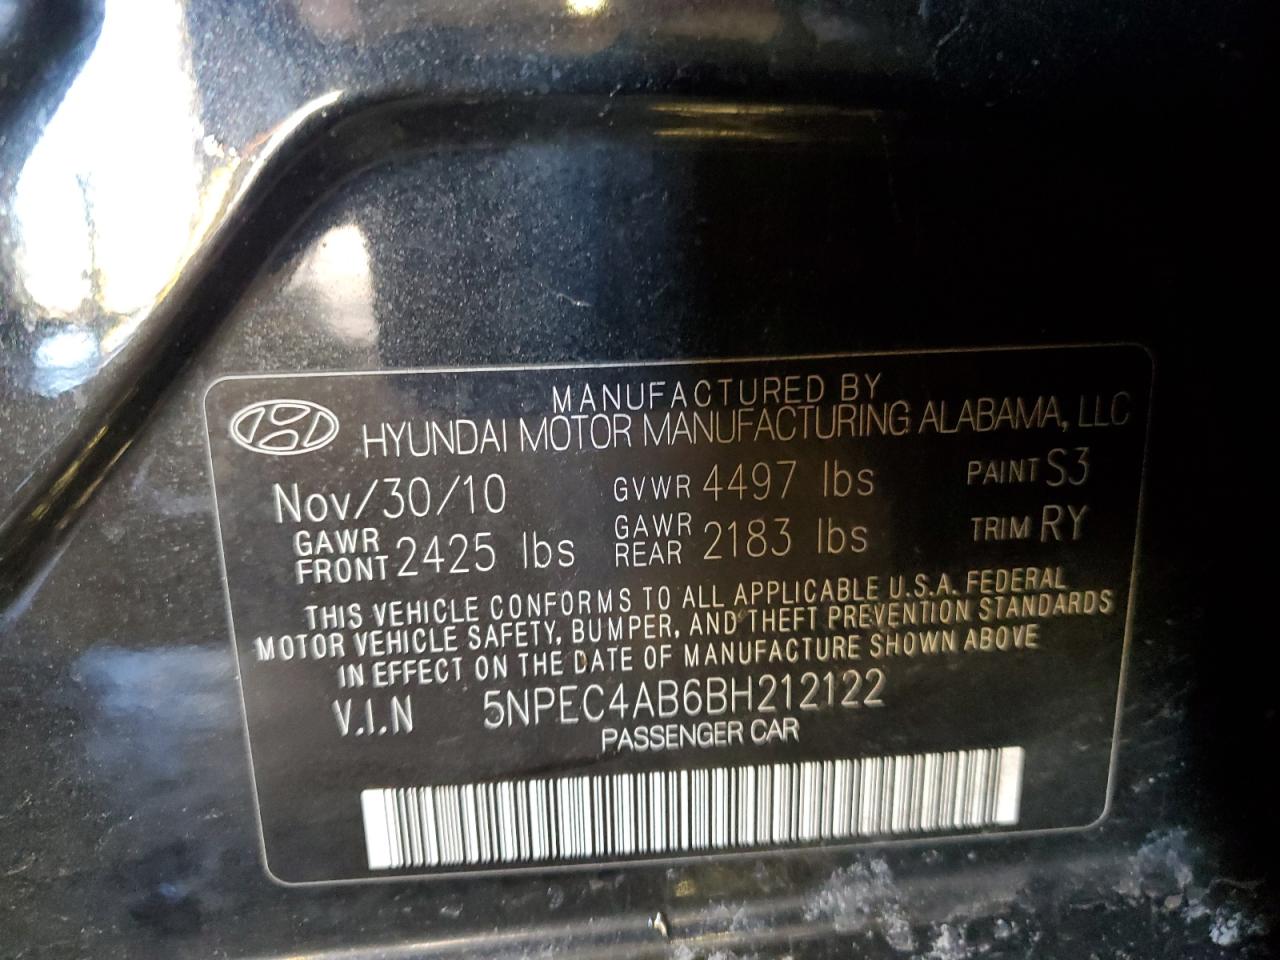 MANUFACTURED BY
HYUNDAI MOTOR MANUFACTURING ALABAMA, LLC
Nov/30/10 GVWR 4497 lbs PAINT S3
GAWR FRONT 2425 lbs GAWR REAR 2183 lbs TRIM RY
THIS VEHICLE CONFORMS TO ALL APPLICABLE U.S.A. FEDERAL
MOTOR VEHICLE SAFETY, BUMPER, AND THEFT PREVENTION STANDARDS
IN EFFECT ON THE DATE OF MANUFACTURE SHOWN ABOVE
V.I.N 5NPEC4AB6BH212122
PASSENGER CAR